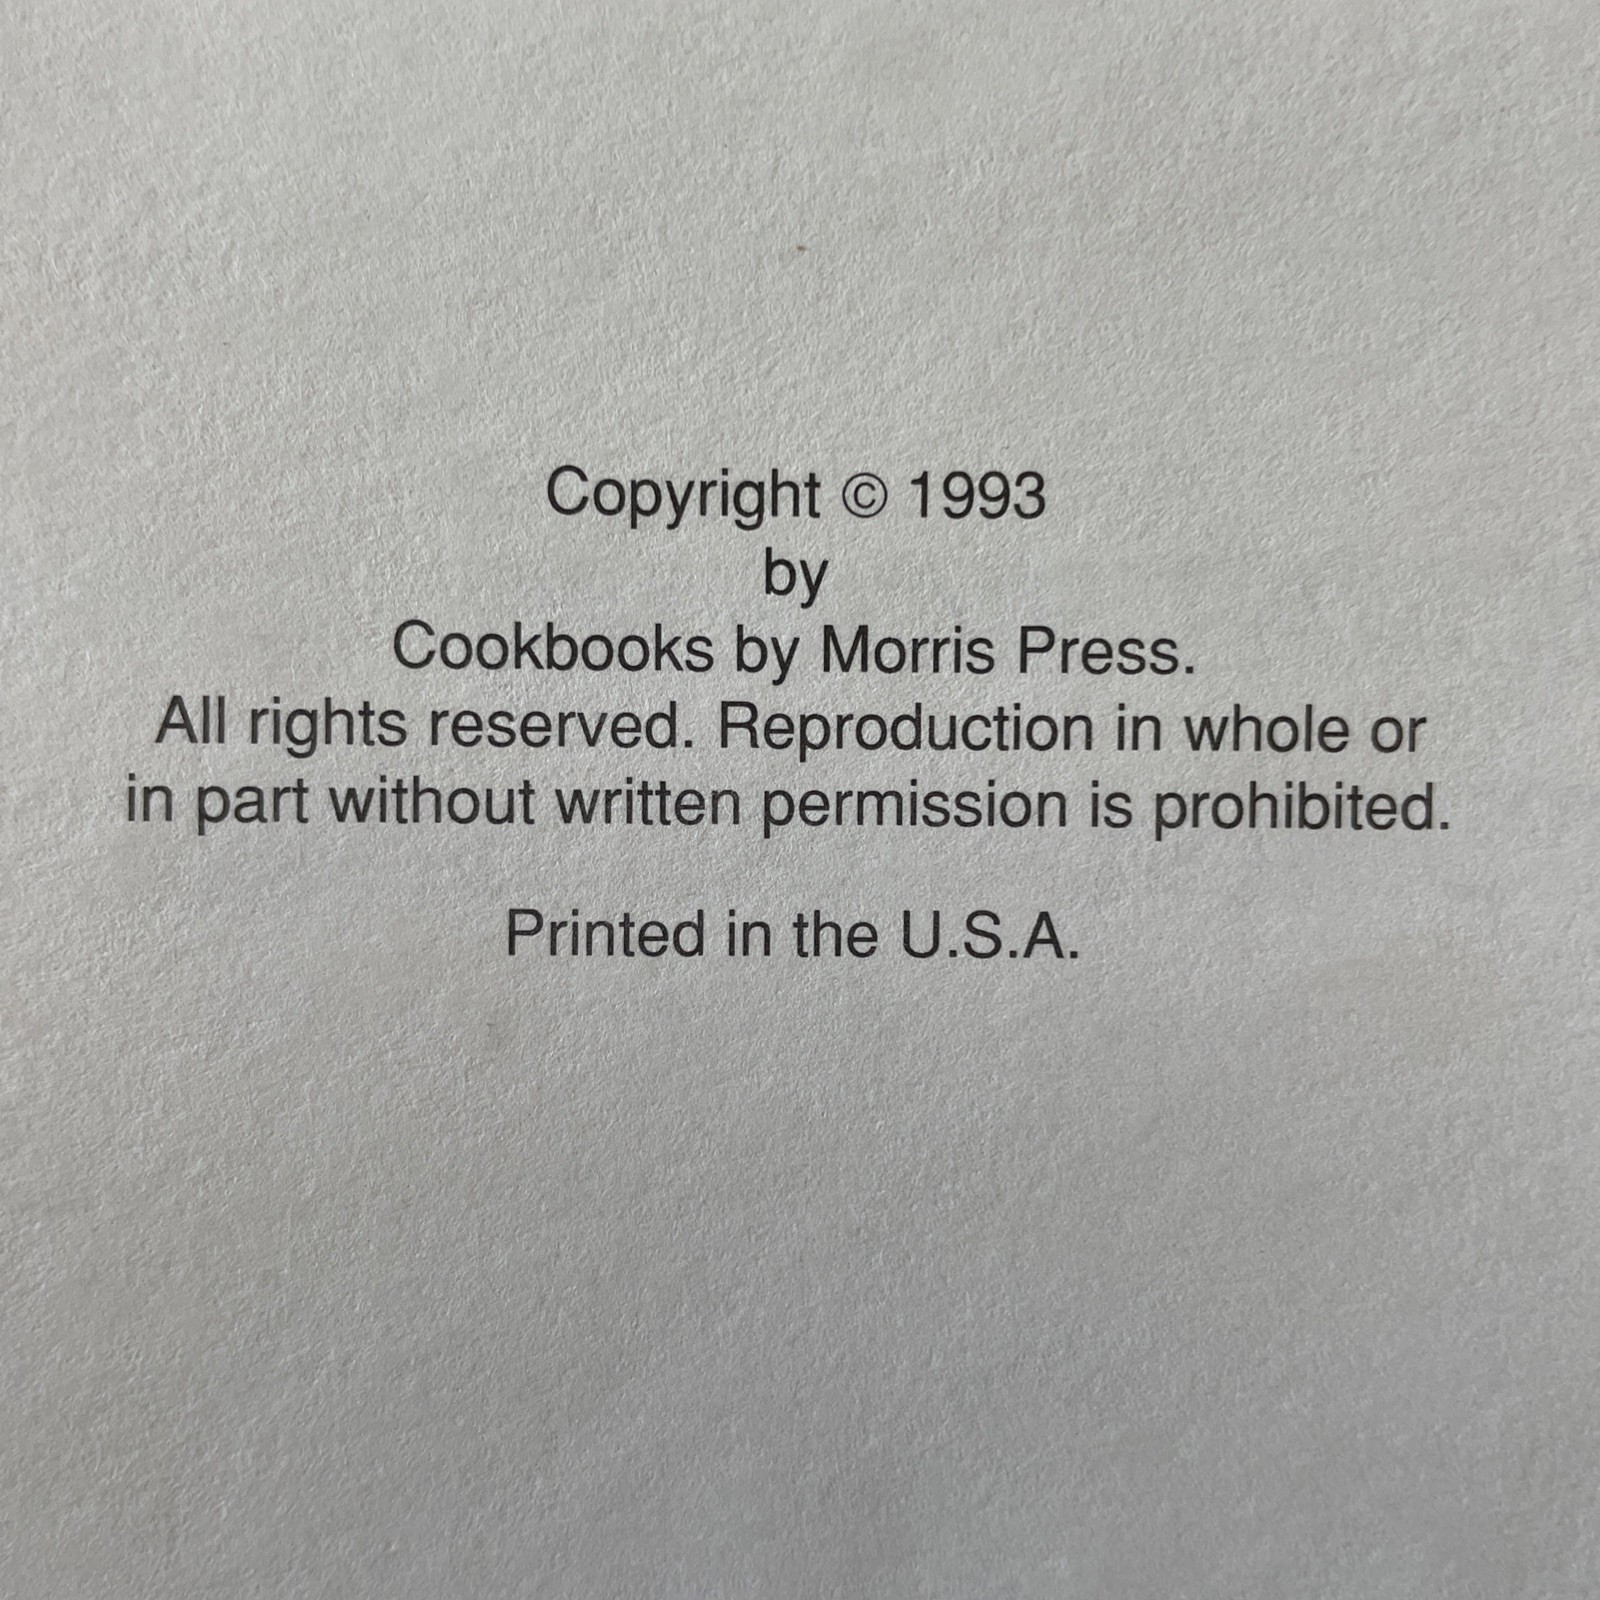 Copyright © 1993
by
Cookbooks by Morris Press.
All rights reserved. Reproduction in whole or
in part without written permission is prohibited.
Printed in the U.S.A.